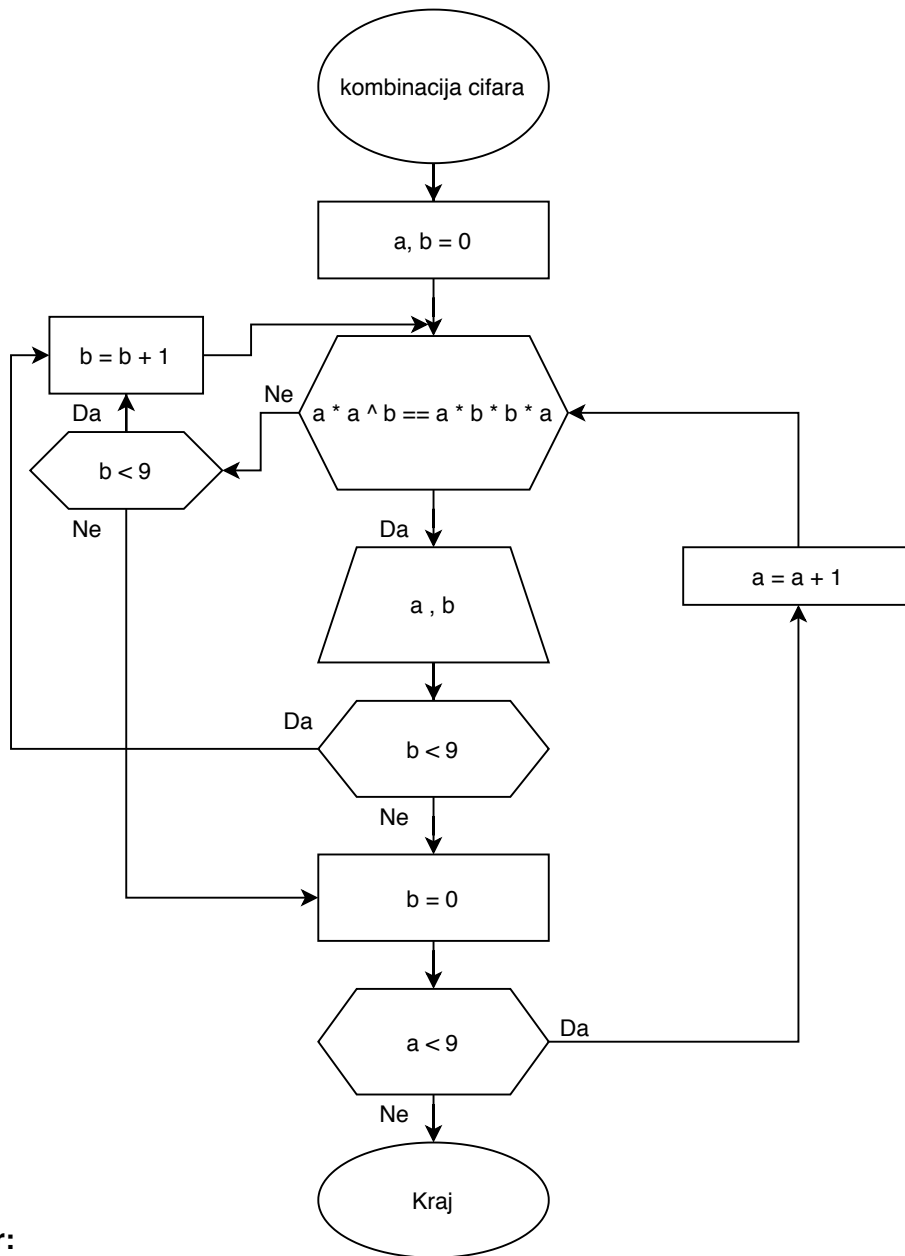 kombinacija cifara
a, b = 0
b = b + 1
Da
Ne
a * a ^ b == a * b * b * a
b < 9
Ne
Da
a , b
a = a + 1
Da
b < 9
Ne
b = 0
a < 9
Da
Ne
Kraj
r: